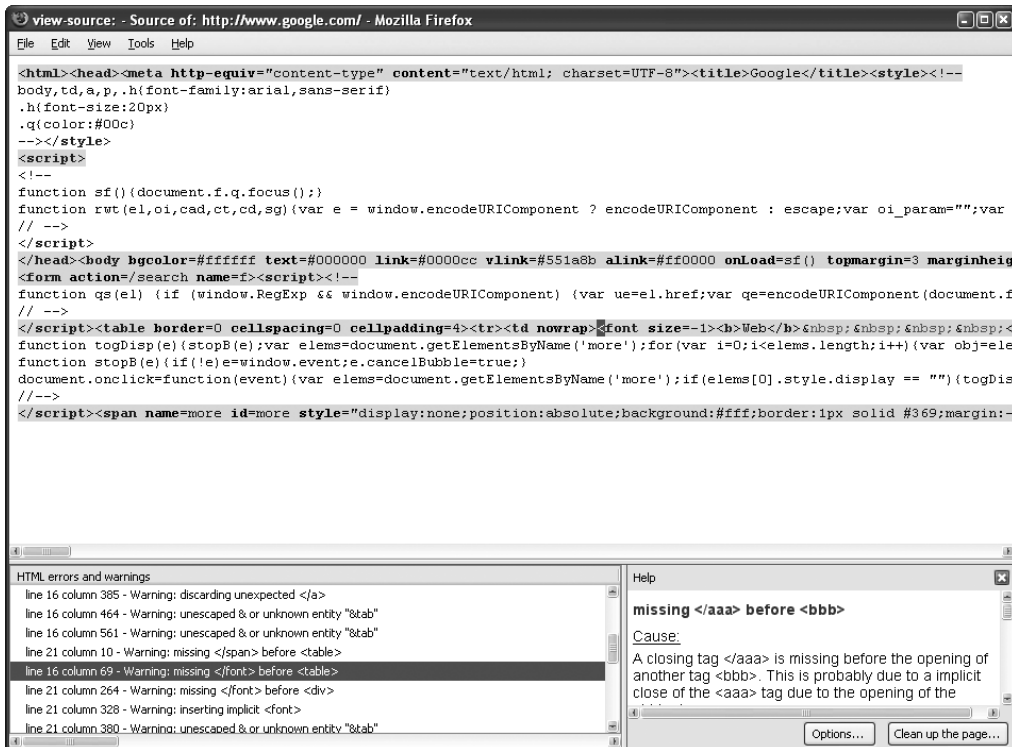 view-source: - Source of: http://www.google.com/ - Mozilla Firefox
File Edit View Tools Help
<html><head><meta http-equiv="content-type" content="text/html; charset=UTF-8"><title>Google</title><style><!--
body,td,a,p,.h{font-family:arial,sans-serif}
.h{font-size:20px}
.q{color:#00c}
--></style>
<script>
<!--
function sf(){document.f.q.focus();}
function rwt(el,oi,cad,ct,cd,sg){var e = window.encodeURIComponent ? encodeURIComponent : escape;var oi_param="";var
// -->
</script>
</head><body bgcolor=#ffffff text=#000000 link=#0000cc vlink=#551a8b alink=#ff0000 onLoad=sf() topmargin=3 marginheig
<form action=/search name=f><script><!--
function qs(el) {if (window.RegExp && window.encodeURIComponent) {var ue=el.href;var qe=encodeURIComponent(document.f
// -->
</script><table border=0 cellspacing=0 cellpadding=4><tr><td nowrap><font size=-1><b>Web</b>&nbsp;&nbsp;&nbsp;&nbsp;<
function togDisp(e){stopB(e);var elems=document.getElementsByName('more');for(var i=0;i<elems.length;i++){var obj=ele
function stopB(e){if(!e)e=window.event;e.cancelBubble=true;}
document.onclick=function(event){var elems=document.getElementsByName('more');if(elems[0].style.display == ""){togDis
//-->
</script><span name=more id=more style="display:none;position:absolute;background:#fff;border:1px solid #369;margin:-
HTML errors and warnings
line 16 column 385 - Warning: discarding unexpected </a>
line 16 column 464 - Warning: unescaped & or unknown entity "&tab"
line 16 column 561 - Warning: unescaped & or unknown entity "&tab"
line 21 column 10 - Warning: missing </span> before <table>
line 16 column 69 - Warning: missing </font> before <table>
line 21 column 264 - Warning: missing </font> before <div>
line 21 column 328 - Warning: inserting implicit <font>
line 21 column 380 - Warning: unescaped & or unknown entity "&tab"
Help
missing </aaa> before <bbb>
Cause:
A closing tag </aaa> is missing before the opening of
another tag <bbb>. This is probably due to a implicit
close of the <aaa> tag due to the opening of the
Options... Clean up the page...